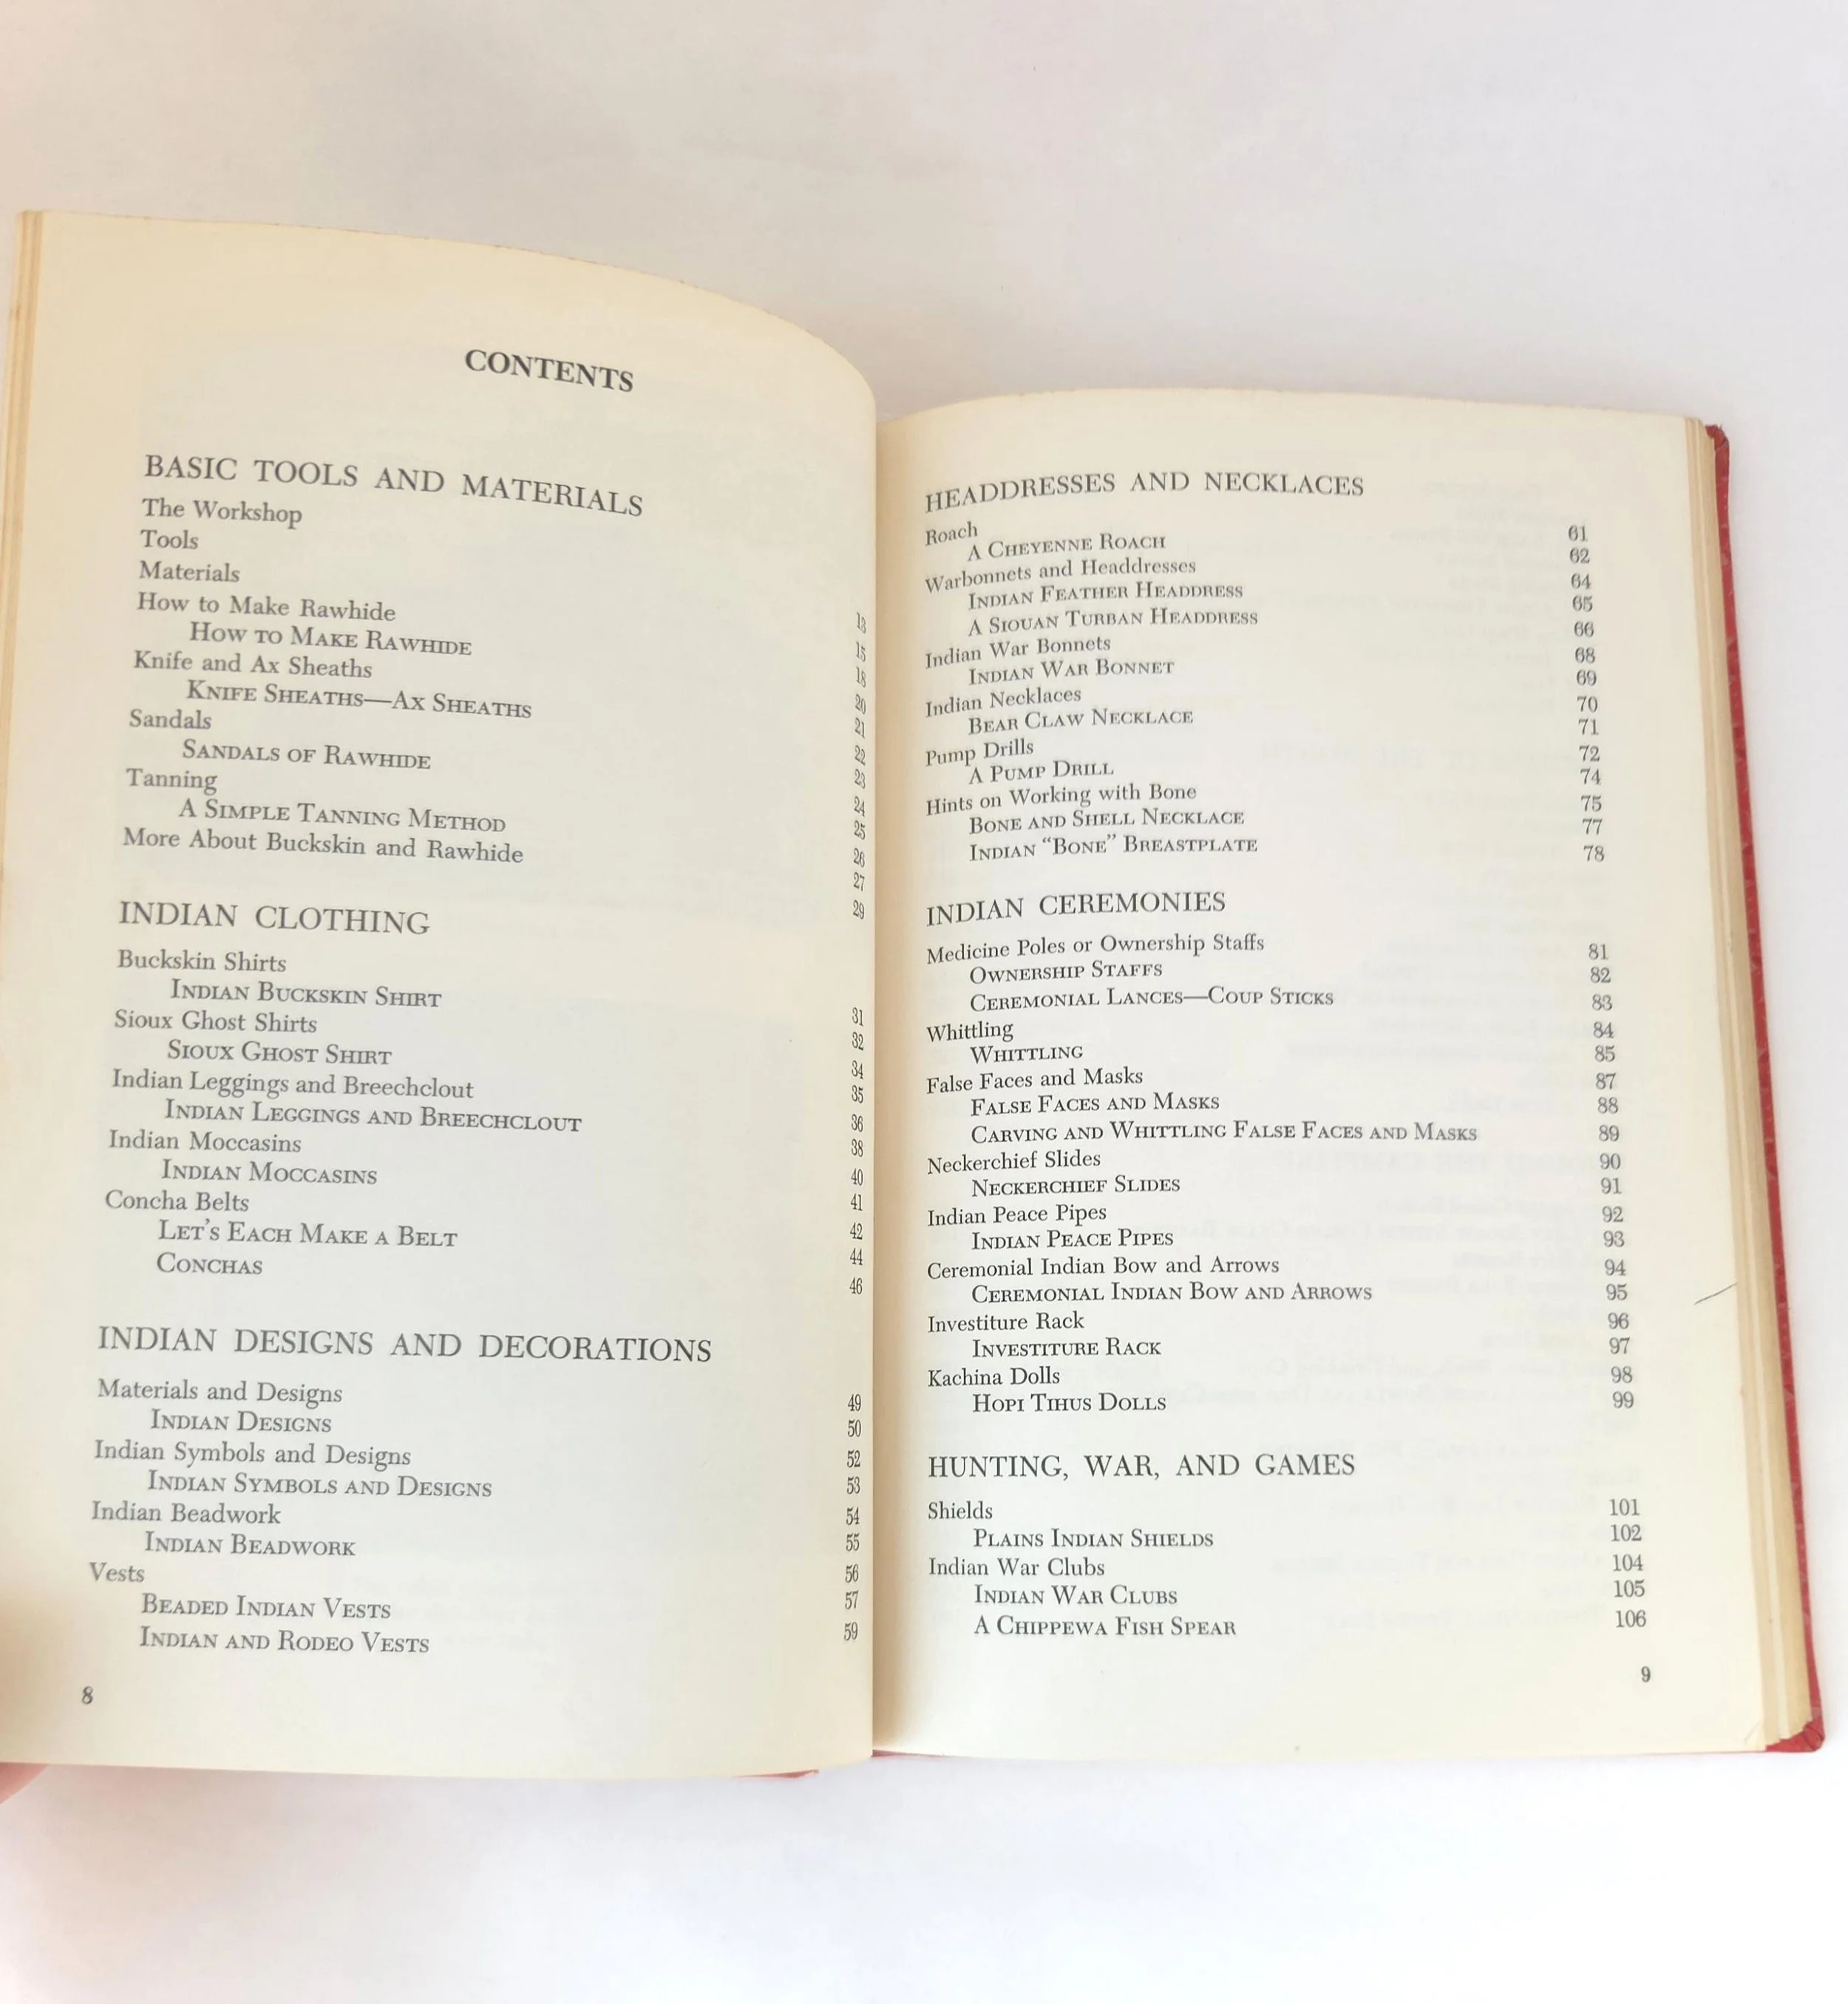 CONTENTS
BASIC TOOLS AND MATERIALS
The Workshop 13
Tools 15
Materials 18
How to Make Rawhide 20
How to Make Rawhide 21
Knife and Ax Sheaths 22
Knife Sheaths—Ax Sheaths 23
Sandals 24
Sandals of Rawhide 25
Tanning 26
A Simple Tanning Method 27
More About Buckskin and Rawhide 29
INDIAN CLOTHING
Buckskin Shirts 31
Indian Buckskin Shirt 32
Sioux Ghost Shirts 34
Sioux Ghost Shirt 35
Indian Leggings and Breechclout 36
Indian Leggings and Breechclout 38
Indian Moccasins 40
Indian Moccasins 41
Concha Belts 42
Let's Each Make a Belt 44
Conchas 46
INDIAN DESIGNS AND DECORATIONS
Materials and Designs 49
Indian Designs 50
Indian Symbols and Designs 52
Indian Symbols and Designs 53
Indian Beadwork 54
Indian Beadwork 55
Vests 56
Beaded Indian Vests 57
Indian and Rodeo Vests 59
8
HEADDRESSES AND NECKLACES
Roach 61
A Cheyenne Roach 62
Warbonnets and Headdresses 64
Indian Feather Headdress 65
A Siouan Turban Headdress 66
Indian War Bonnets 68
Indian War Bonnet 69
Indian Necklaces 70
Bear Claw Necklace 71
Pump Drills 72
A Pump Drill 74
Hints on Working with Bone 75
Bone and Shell Necklace 77
Indian "Bone" Breastplate 78
INDIAN CEREMONIES
Medicine Poles or Ownership Staffs 81
Ownership Staffs 82
Ceremonial Lances—Coup Sticks 83
Whittling 84
Whittling 85
False Faces and Masks 87
False Faces and Masks 88
Carving and Whittling False Faces and Masks 89
Neckerchief Slides 90
Neckerchief Slides 91
Indian Peace Pipes 92
Indian Peace Pipes 93
Ceremonial Indian Bow and Arrows 94
Ceremonial Indian Bow and Arrows 95
Investiture Rack 96
Investiture Rack 97
Kachina Dolls 98
Hopi Tihus Dolls 99
HUNTING, WAR, AND GAMES
Shields 101
Plains Indian Shields 102
Indian War Clubs 104
Indian War Clubs 105
A Chippewa Fish Spear 106
9